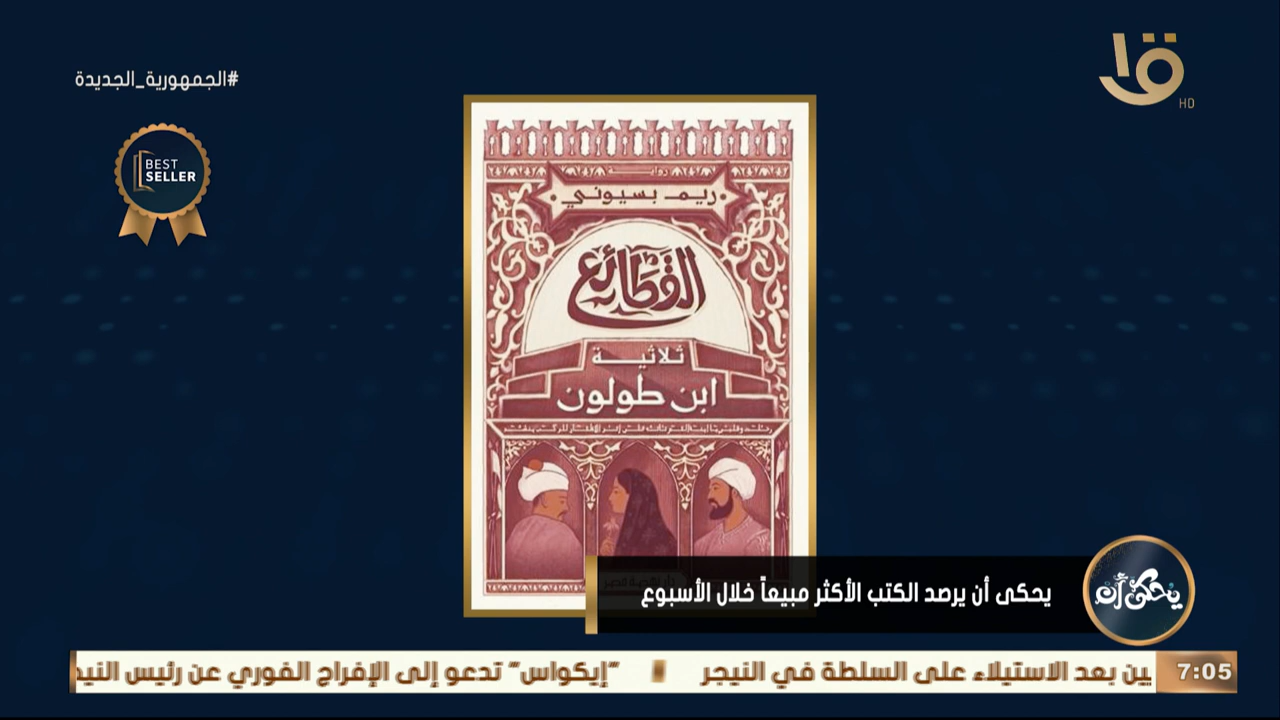 #الجمهورية_الجديدة
HD
BEST
SELLER
رواية
ريم بسيوني
القطائع
ثلاثية
ابن طولون
يحكى أن
يحكى أن يرصد الكتب الأكثر مبيعاً خلال الأسبوع
7:05
ين بعد الاستيلاء على السلطة في النيجر
"إيكواس" تدعو إلى الإفراج الفوري عن رئيس